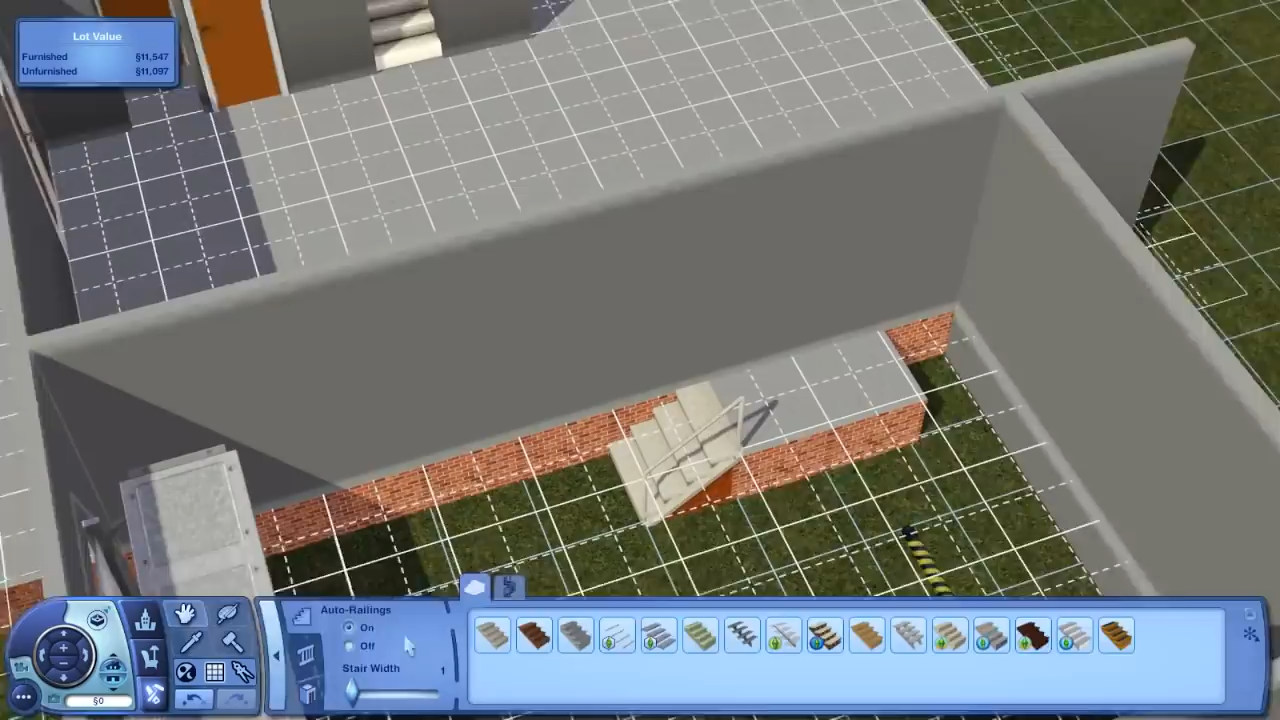 Lot Value
Furnished §11,547
Unfurnished §11,097
Auto-Railings
On
Off
Stair Width 1
§0